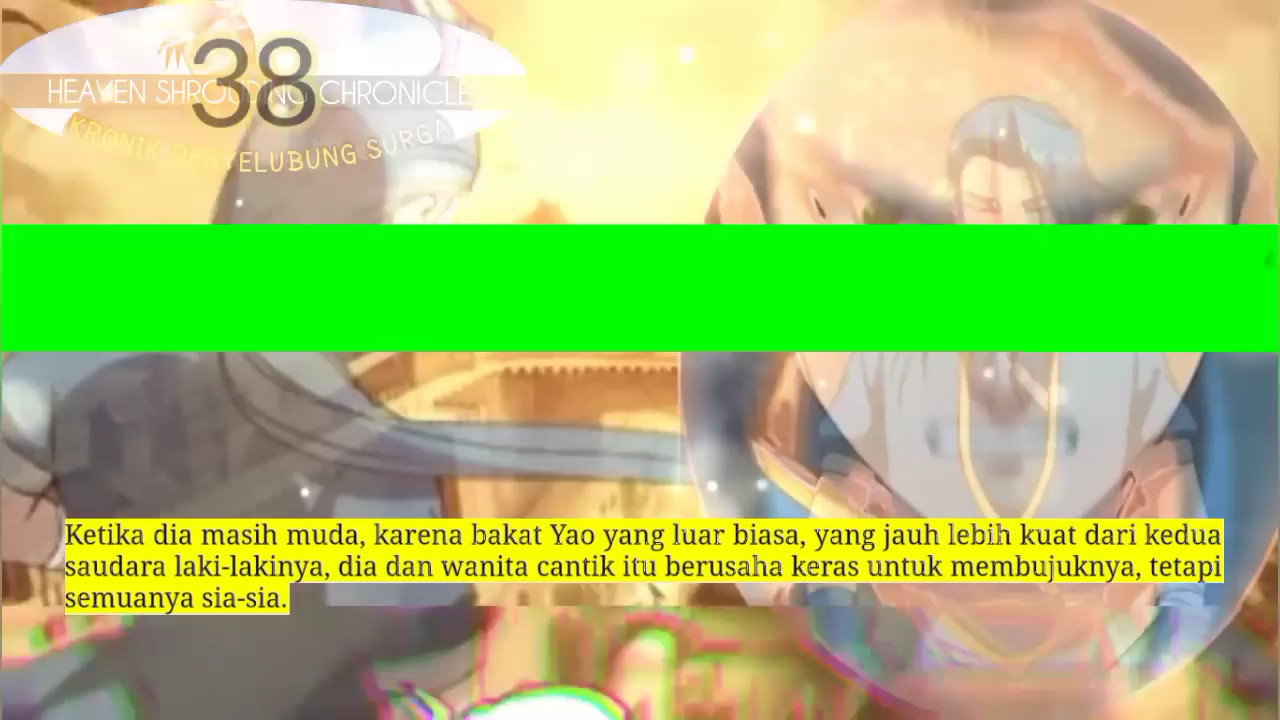 38
HEAVEN SHROUDING CHRONICLE
KRONIK PENYELUBUNG SURGA
Ketika dia masih muda, karena bakat Yao yang luar biasa, yang jauh lebih kuat dari kedua
saudara laki-lakinya, dia dan wanita cantik itu berusaha keras untuk membujuknya, tetapi
semuanya sia-sia.